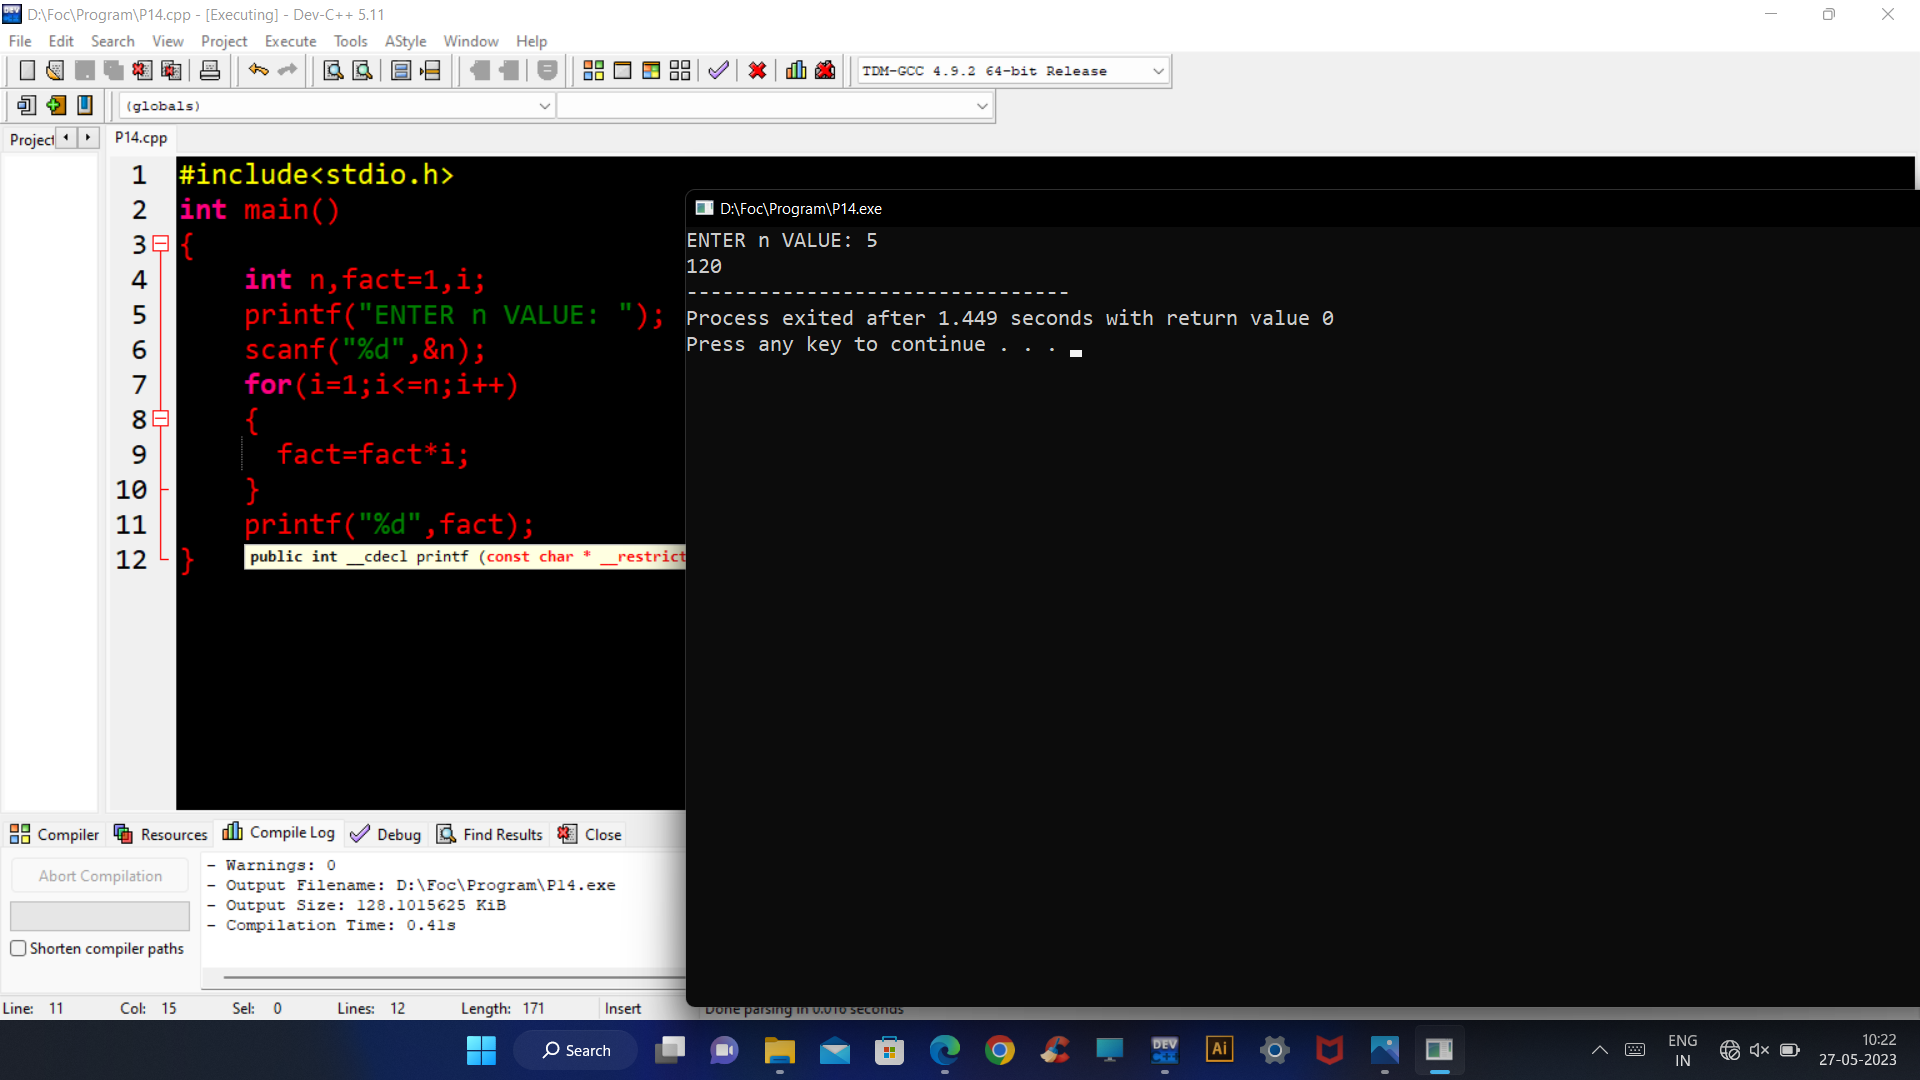 D:\Foc\Program\P14.cpp - [Executing] - Dev-C++ 5.11
File Edit Search View Project Execute Tools AStyle Window Help
TDM-GCC 4.9.2 64-bit Release
(globals)
Project P14.cpp
1 #include<stdio.h>
2 int main()
3 {
4 int n,fact=1,i;
5 printf("ENTER n VALUE: ");
6 scanf("%d",&n);
7 for(i=1;i<=n;i++)
8 {
9 fact=fact*i;
10 }
11 printf("%d",fact);
12 }
public int __cdecl printf (const char * __restrict
D:\Foc\Program\P14.exe
ENTER n VALUE: 5
120
--------------------------------
Process exited after 1.449 seconds with return value 0
Press any key to continue . . .
Compiler Resources Compile Log Debug Find Results Close
Abort Compilation
Shorten compiler paths
- Warnings: 0
- Output Filename: D:\Foc\Program\P14.exe
- Output Size: 128.1015625 KiB
- Compilation Time: 0.41s
Line: 11 Col: 15 Sel: 0 Lines: 12 Length: 171 Insert Done parsing in 0.016 seconds
Search
DEV C++
Ai
ENG
IN
10:22
27-05-2023